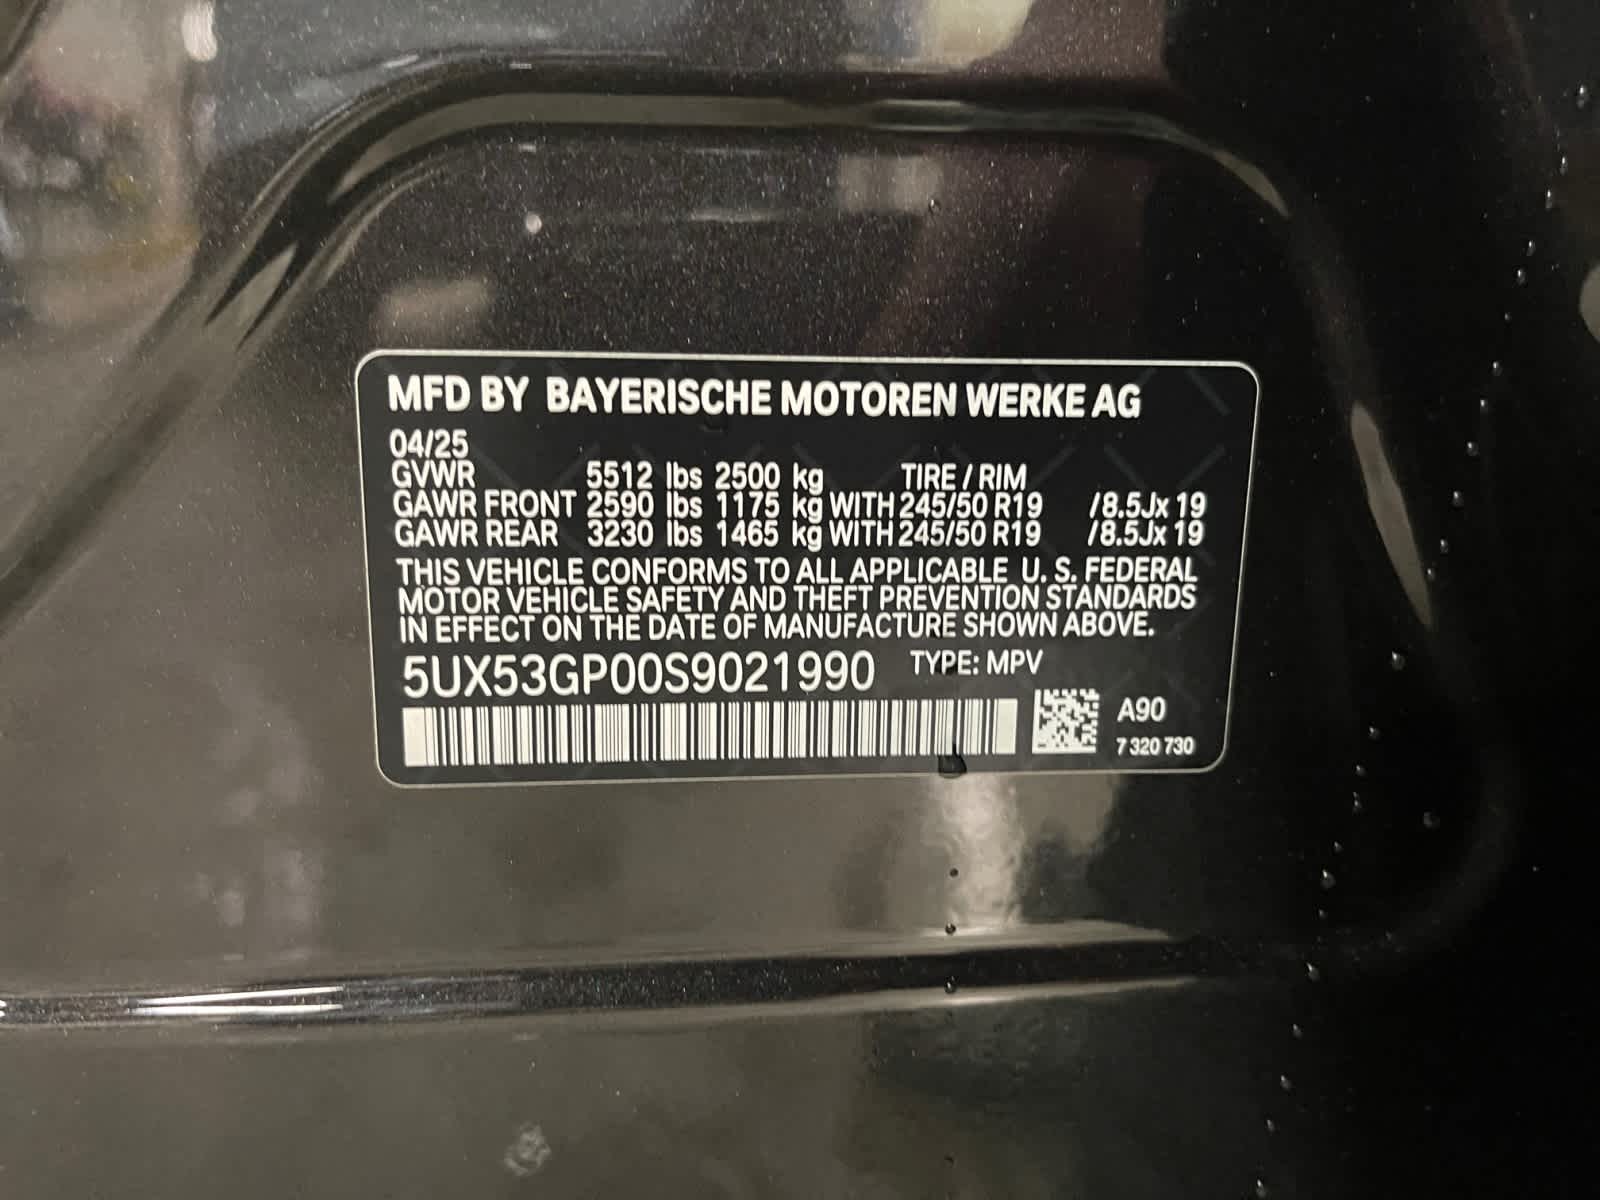 MFD BY BAYERISCHE MOTOREN WERKE AG
04/25
GVWR 5512 lbs 2500 kg TIRE / RIM
GAWR FRONT 2590 lbs 1175 kg WITH 245/50 R19 /8.5Jx 19
GAWR REAR 3230 lbs 1465 kg WITH 245/50 R19 /8.5Jx 19
THIS VEHICLE CONFORMS TO ALL APPLICABLE U. S. FEDERAL
MOTOR VEHICLE SAFETY AND THEFT PREVENTION STANDARDS
IN EFFECT ON THE DATE OF MANUFACTURE SHOWN ABOVE.
5UX53GP00S9021990 TYPE: MPV
A90
7 320 730